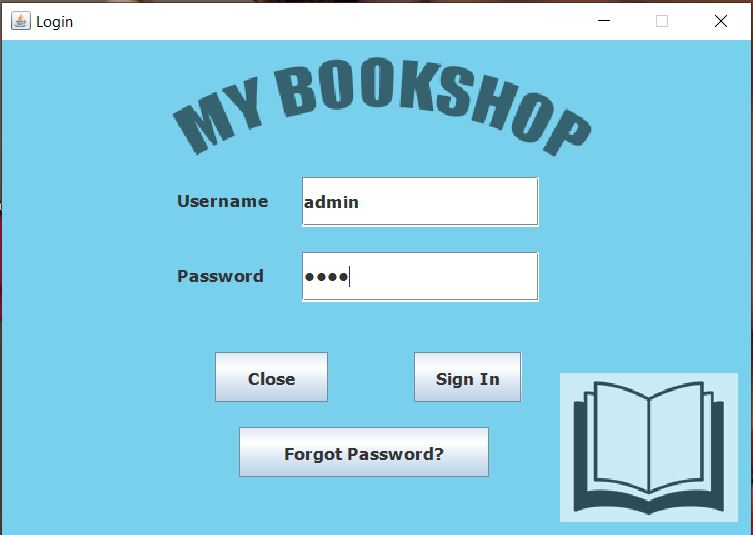 Login
MY BOOKSHOP
Username admin
Password ●●●●
Close Sign In
Forgot Password?